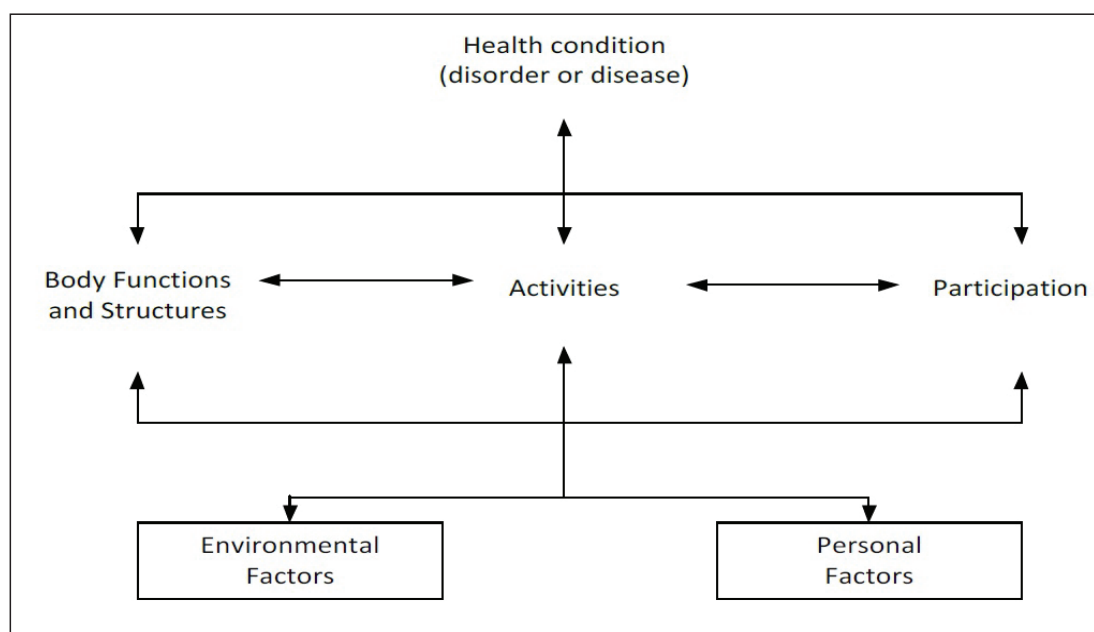 Health condition
(disorder or disease)
Body Functions
and Structures
Activities
Participation
Environmental
Factors
Personal
Factors